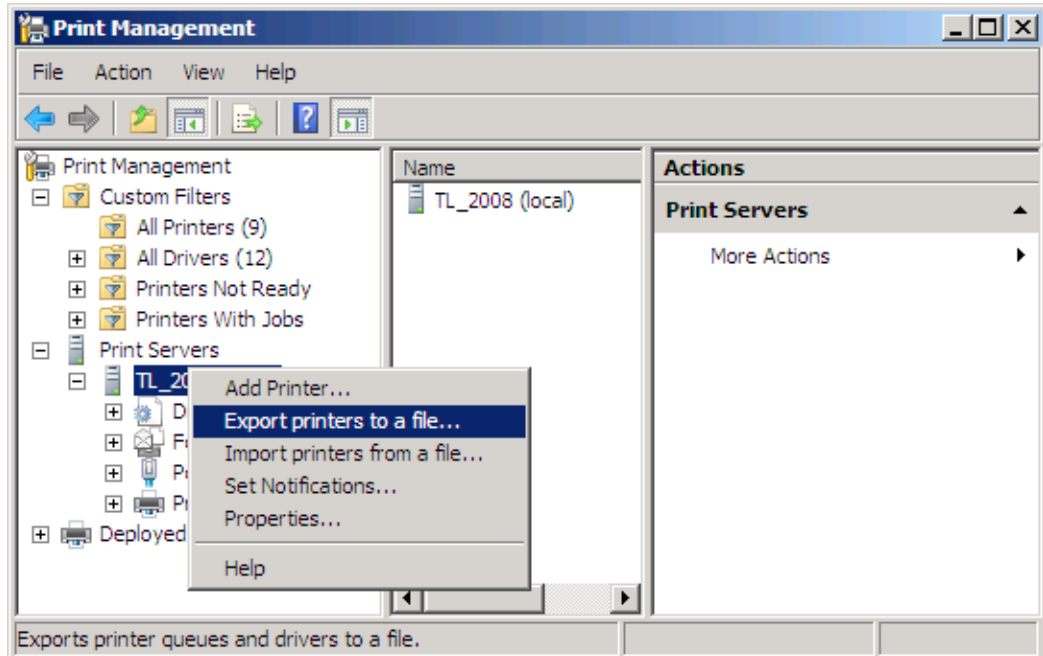 Print Management
File Action View Help
Print Management
Custom Filters
All Printers (9)
All Drivers (12)
Printers Not Ready
Printers With Jobs
Print Servers
Deployed
Name
TL_2008 (local)
Add Printer...
Export printers to a file...
Import printers from a file...
Set Notifications...
Properties...
Help
Actions
Print Servers
More Actions
Exports printer queues and drivers to a file.